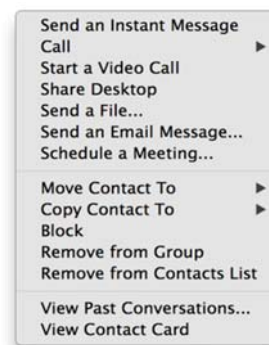 Send an Instant Message
Call
Start a Video Call
Share Desktop
Send a File...
Send an Email Message...
Schedule a Meeting...
Move Contact To
Copy Contact To
Block
Remove from Group
Remove from Contacts List
View Past Conversations...
View Contact Card